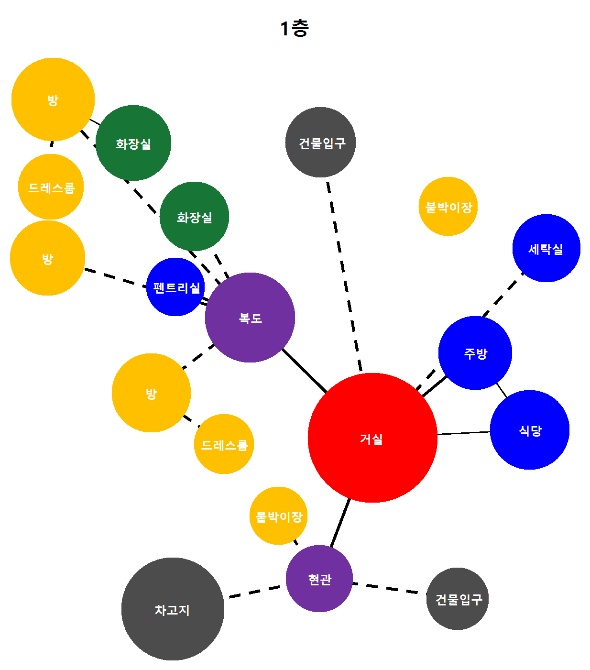 1층
방
화장실
건물입구
드레스룸
붙박이장
화장실
세탁실
방
펜트리실
복도
주방
방
거실
식당
드레스룸
붙박이장
현관
차고지
건물입구